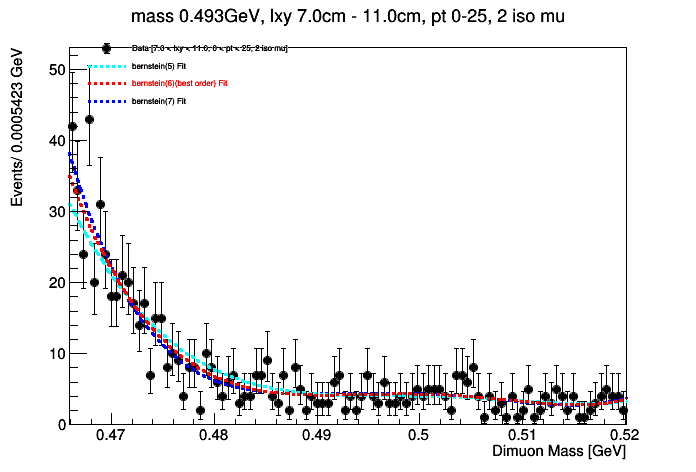 mass 0.493GeV, lxy 7.0cm - 11.0cm, pt 0-25, 2 iso mu
Data [7.0 < lxy < 11.0, 0 < pt < 25, 2 iso mu]
bernstein(5) Fit
bernstein(6)(best order) Fit
bernstein(7) Fit
Events/ 0.0005423 GeV
50
40
30
20
10
0
0.47 0.48 0.49 0.5 0.51 0.52
Dimuon Mass [GeV]